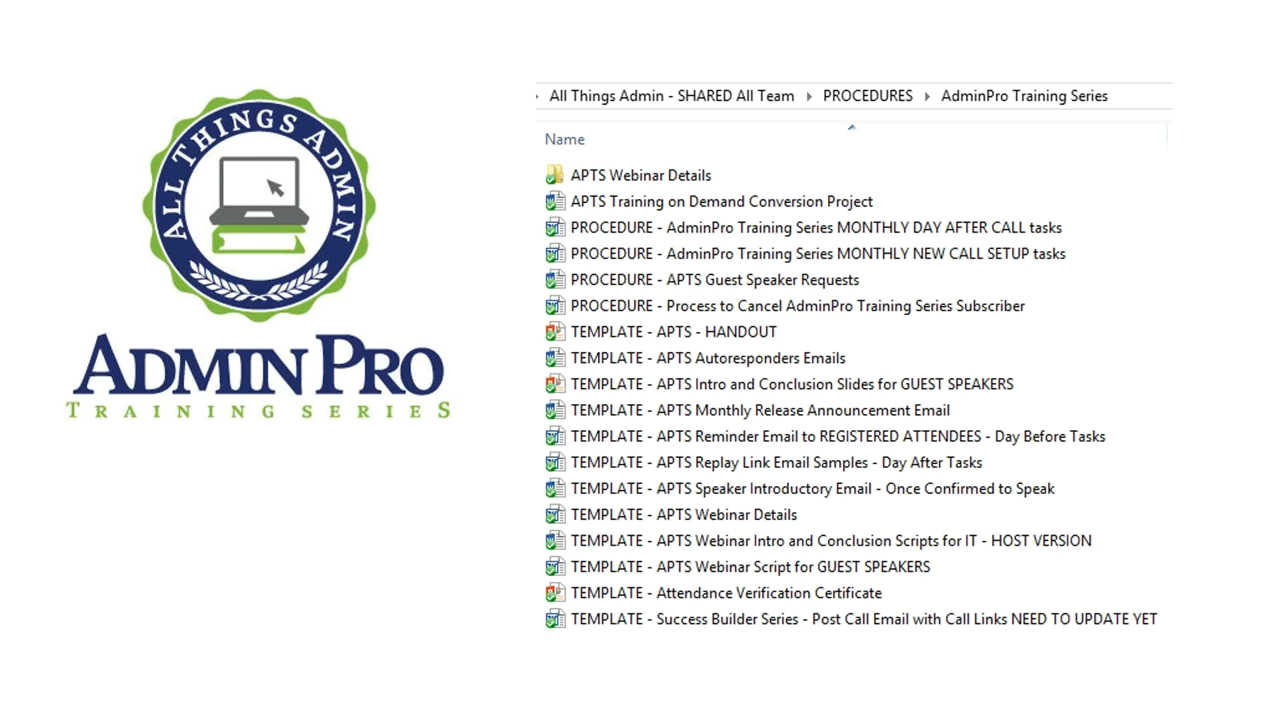 ALL THINGS ADMIN
ADMIN PRO
TRAINING SERIES
All Things Admin - SHARED All Team ▸ PROCEDURES ▸ AdminPro Training Series
Name
APTS Webinar Details
APTS Training on Demand Conversion Project
PROCEDURE - AdminPro Training Series MONTHLY DAY AFTER CALL tasks
PROCEDURE - AdminPro Training Series MONTHLY NEW CALL SETUP tasks
PROCEDURE - APTS Guest Speaker Requests
PROCEDURE - Process to Cancel AdminPro Training Series Subscriber
TEMPLATE - APTS - HANDOUT
TEMPLATE - APTS Autoresponders Emails
TEMPLATE - APTS Intro and Conclusion Slides for GUEST SPEAKERS
TEMPLATE - APTS Monthly Release Announcement Email
TEMPLATE - APTS Reminder Email to REGISTERED ATTENDEES - Day Before Tasks
TEMPLATE - APTS Replay Link Email Samples - Day After Tasks
TEMPLATE - APTS Speaker Introductory Email - Once Confirmed to Speak
TEMPLATE - APTS Webinar Details
TEMPLATE - APTS Webinar Intro and Conclusion Scripts for IT - HOST VERSION
TEMPLATE - APTS Webinar Script for GUEST SPEAKERS
TEMPLATE - Attendance Verification Certificate
TEMPLATE - Success Builder Series - Post Call Email with Call Links NEED TO UPDATE YET